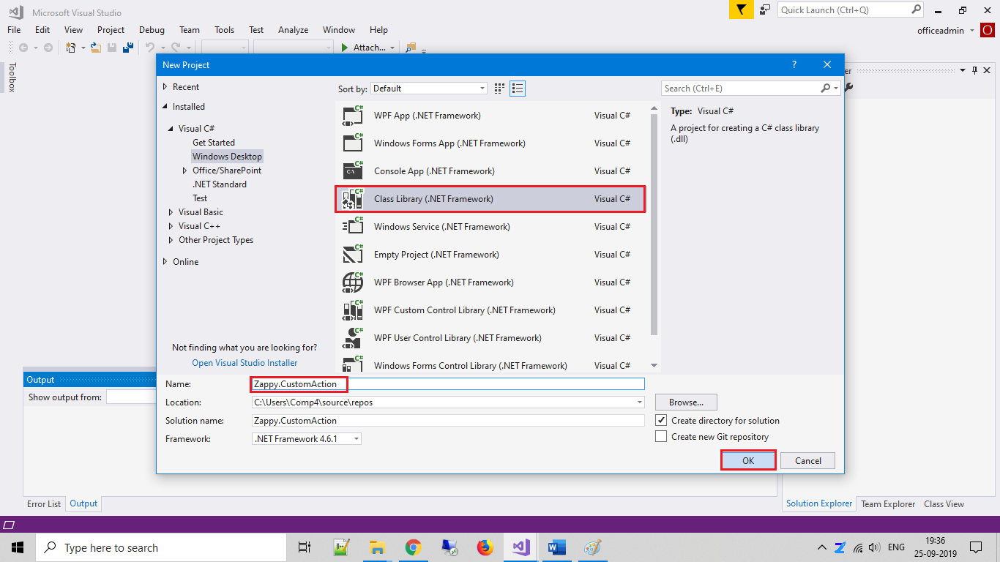 Microsoft Visual Studio
Quick Launch (Ctrl+Q)
File Edit View Project Debug Team Tools Test Analyze Window Help
officeadmin O
Attach...
Toolbox
New Project ? 
er
Recent
Installed
Visual C#
Get Started
Windows Desktop
Office/SharePoint
.NET Standard
Test
Visual Basic
Visual C++
Other Project Types
Online
Not finding what you are looking for?
Open Visual Studio Installer
Sort by: Default
WPF App (.NET Framework) Visual C#
Windows Forms App (.NET Framework) Visual C#
Console App (.NET Framework) Visual C#
Class Library (.NET Framework) Visual C#
Windows Service (.NET Framework) Visual C#
Empty Project (.NET Framework) Visual C#
WPF Browser App (.NET Framework) Visual C#
WPF Custom Control Library (.NET Framework) Visual C#
WPF User Control Library (.NET Framework) Visual C#
Windows Forms Control Library (.NET Framework) Visual C#
Search (Ctrl+E)
Type: Visual C#
A project for creating a C# class library
(.dll)
Name: Zappy.CustomAction
Location: C:\Users\Comp4\source\repos
Browse...
Solution name: Zappy.CustomAction
Create directory for solution
Framework: .NET Framework 4.6.1
Create new Git repository
OK Cancel
Output
Show output from:
Error List Output
Solution Explorer Team Explorer Class View
Type here to search
ENG
19:36
25-09-2019